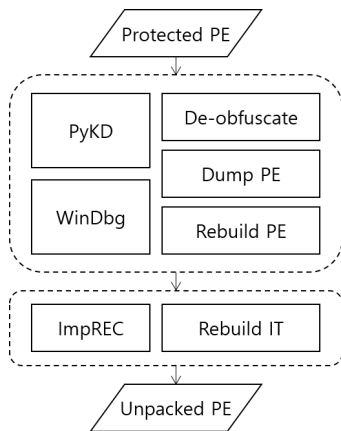 Protected PE
PyKD
De-obfuscate
Dump PE
WinDbg
Rebuild PE
ImpREC
Rebuild IT
Unpacked PE